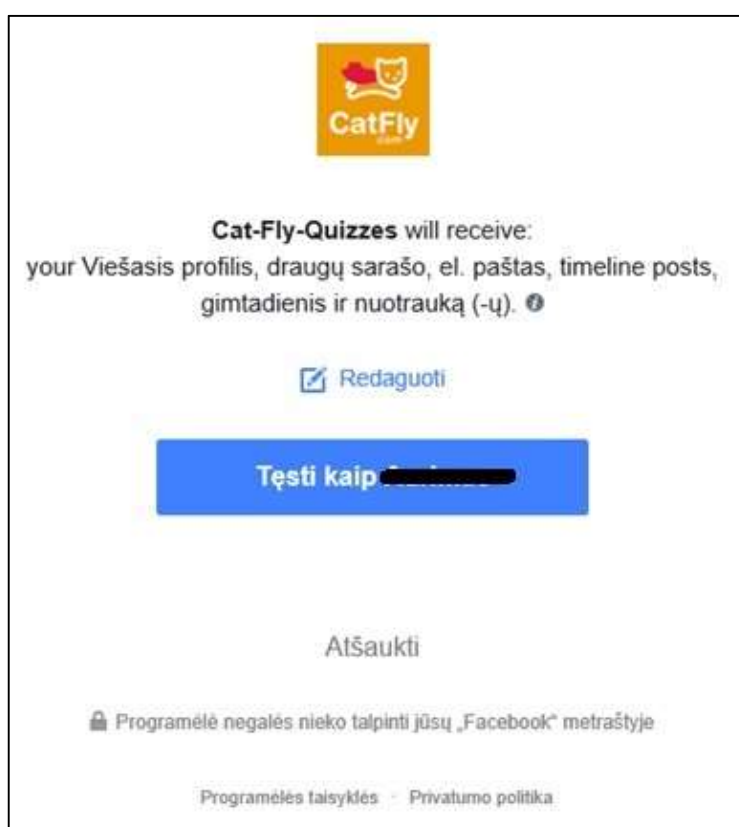 CatFly
.com
Cat-Fly-Quizzes will receive:
your Viešasis profilis, draugų sarašo, el. paštas, timeline posts,
gimtadienis ir nuotrauką (-ų).
Redaguoti
Tęsti kaip
Atšaukti
Programėlė negalės nieko talpinti jūsų „Facebook“ metraštyje
Programėlės taisyklės · Privatumo politika